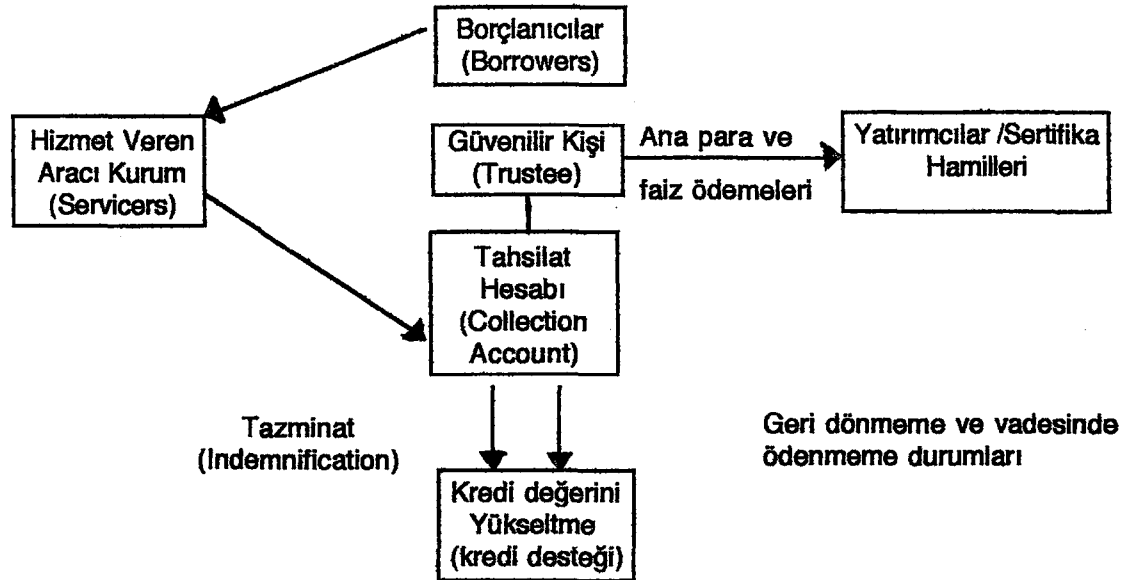 Borçlanıcılar
(Borrowers)
Hizmet Veren
Aracı Kurum
(Servicers)
Güvenilir Kişi
(Trustee)
Ana para ve
faiz ödemeleri
Yatırımcılar /Sertifika
Hamilleri
Tahsilat
Hesabı
(Collection
Account)
Tazminat
(Indemnification)
Geri dönmeme ve vadesinde
ödenmeme durumları
Kredi değerini
Yükseltme
(kredi desteği)